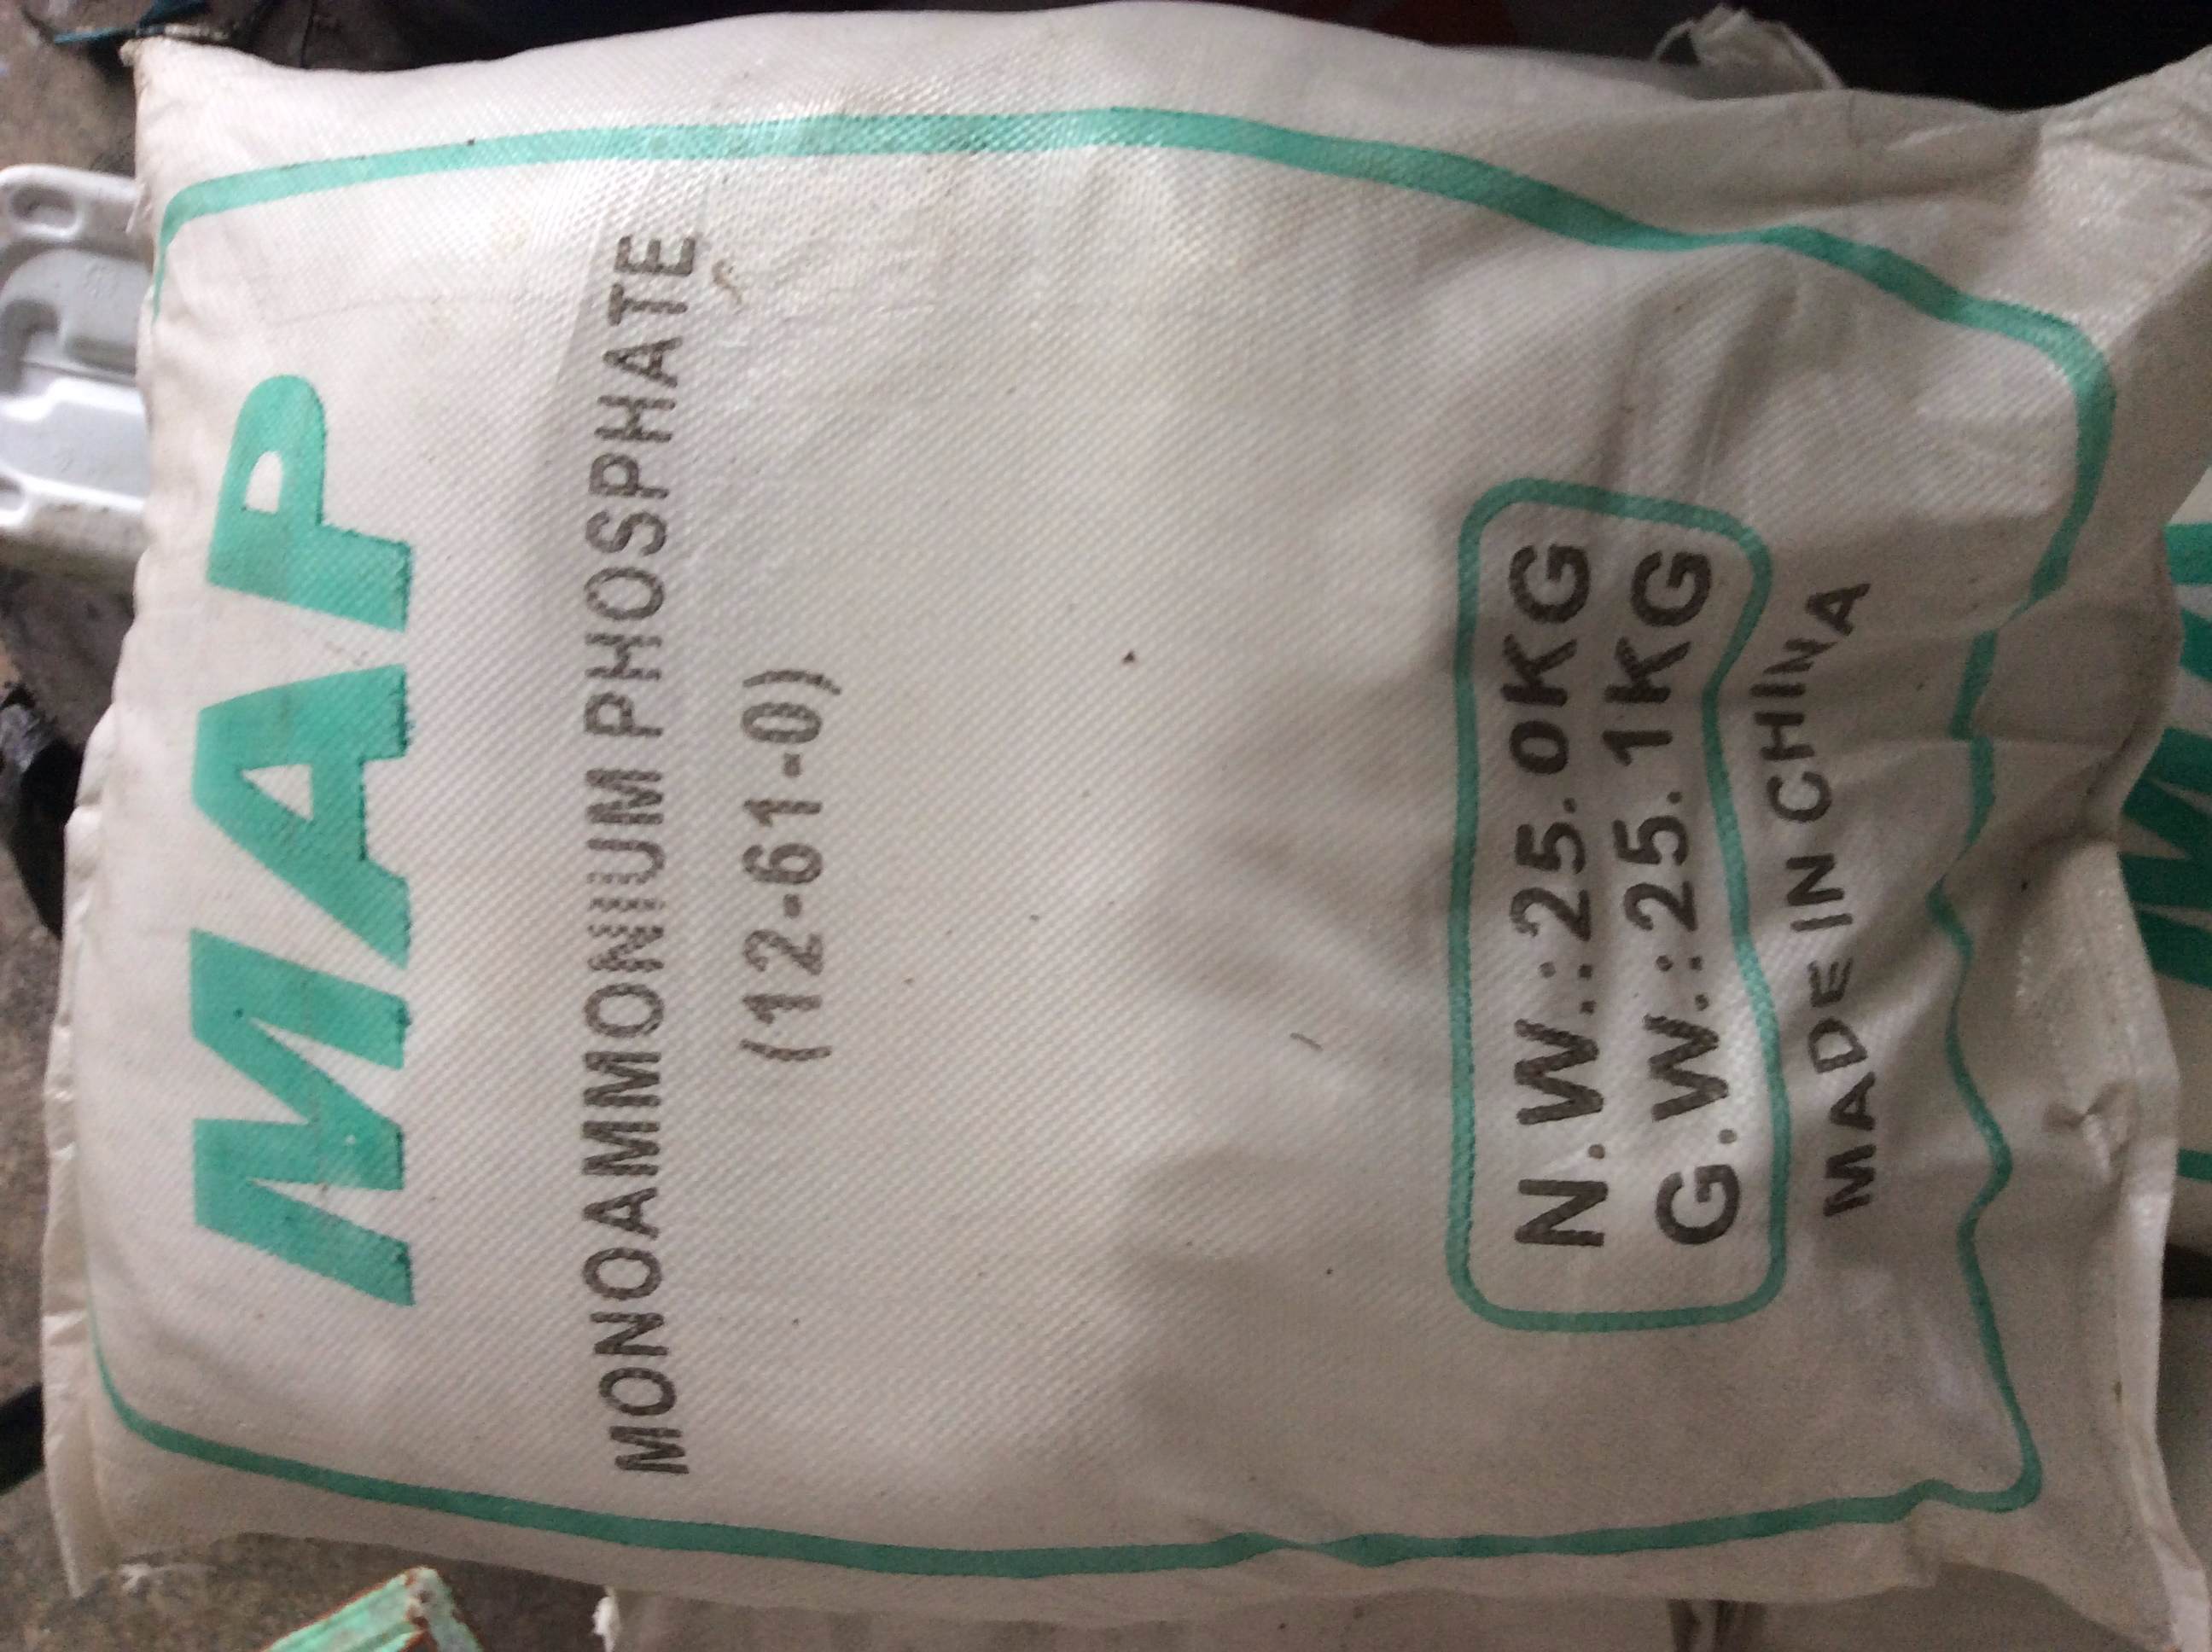 MAP
MONOAMMONIUM PHOSPHATE
(12-61-0)
N.W.:25.0KG
G.W.:25.1KG
MADE IN CHINA